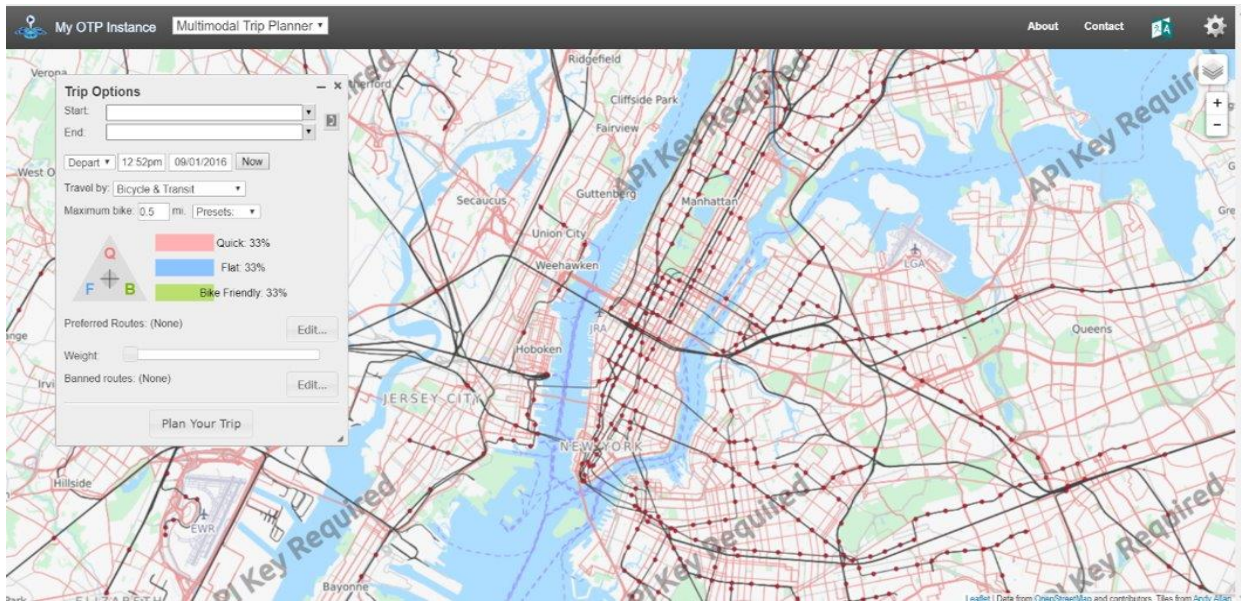 My OTP Instance Multimodal Trip Planner About Contact
Trip Options
Start:
End:
Depart 12:52pm 09/01/2016 Now
Travel by: Bicycle & Transit
Maximum bike: 0.5 mi. Presets:
Q
F B
Quick: 33%
Flat: 33%
Bike Friendly: 33%
Preferred Routes: (None) Edit...
Weight:
Banned routes: (None) Edit...
Plan Your Trip
+
-
Verona
Ridgefield
Cliffside Park
Fairview
API Key Required
API Key Required
West O
Secaucus
Guttenberg
Manhattan
Gre
Union City
Weehawken
LGA
JRA
Queens
Hoboken
JERSEY CITY
NEW YORK
Hillside
EWR
API Key Required
API Key Required
API Key Required
Bayonne
ELIZABETH
Leaflet | Data from OpenStreetMap and contributors. Tiles from Andy Allan